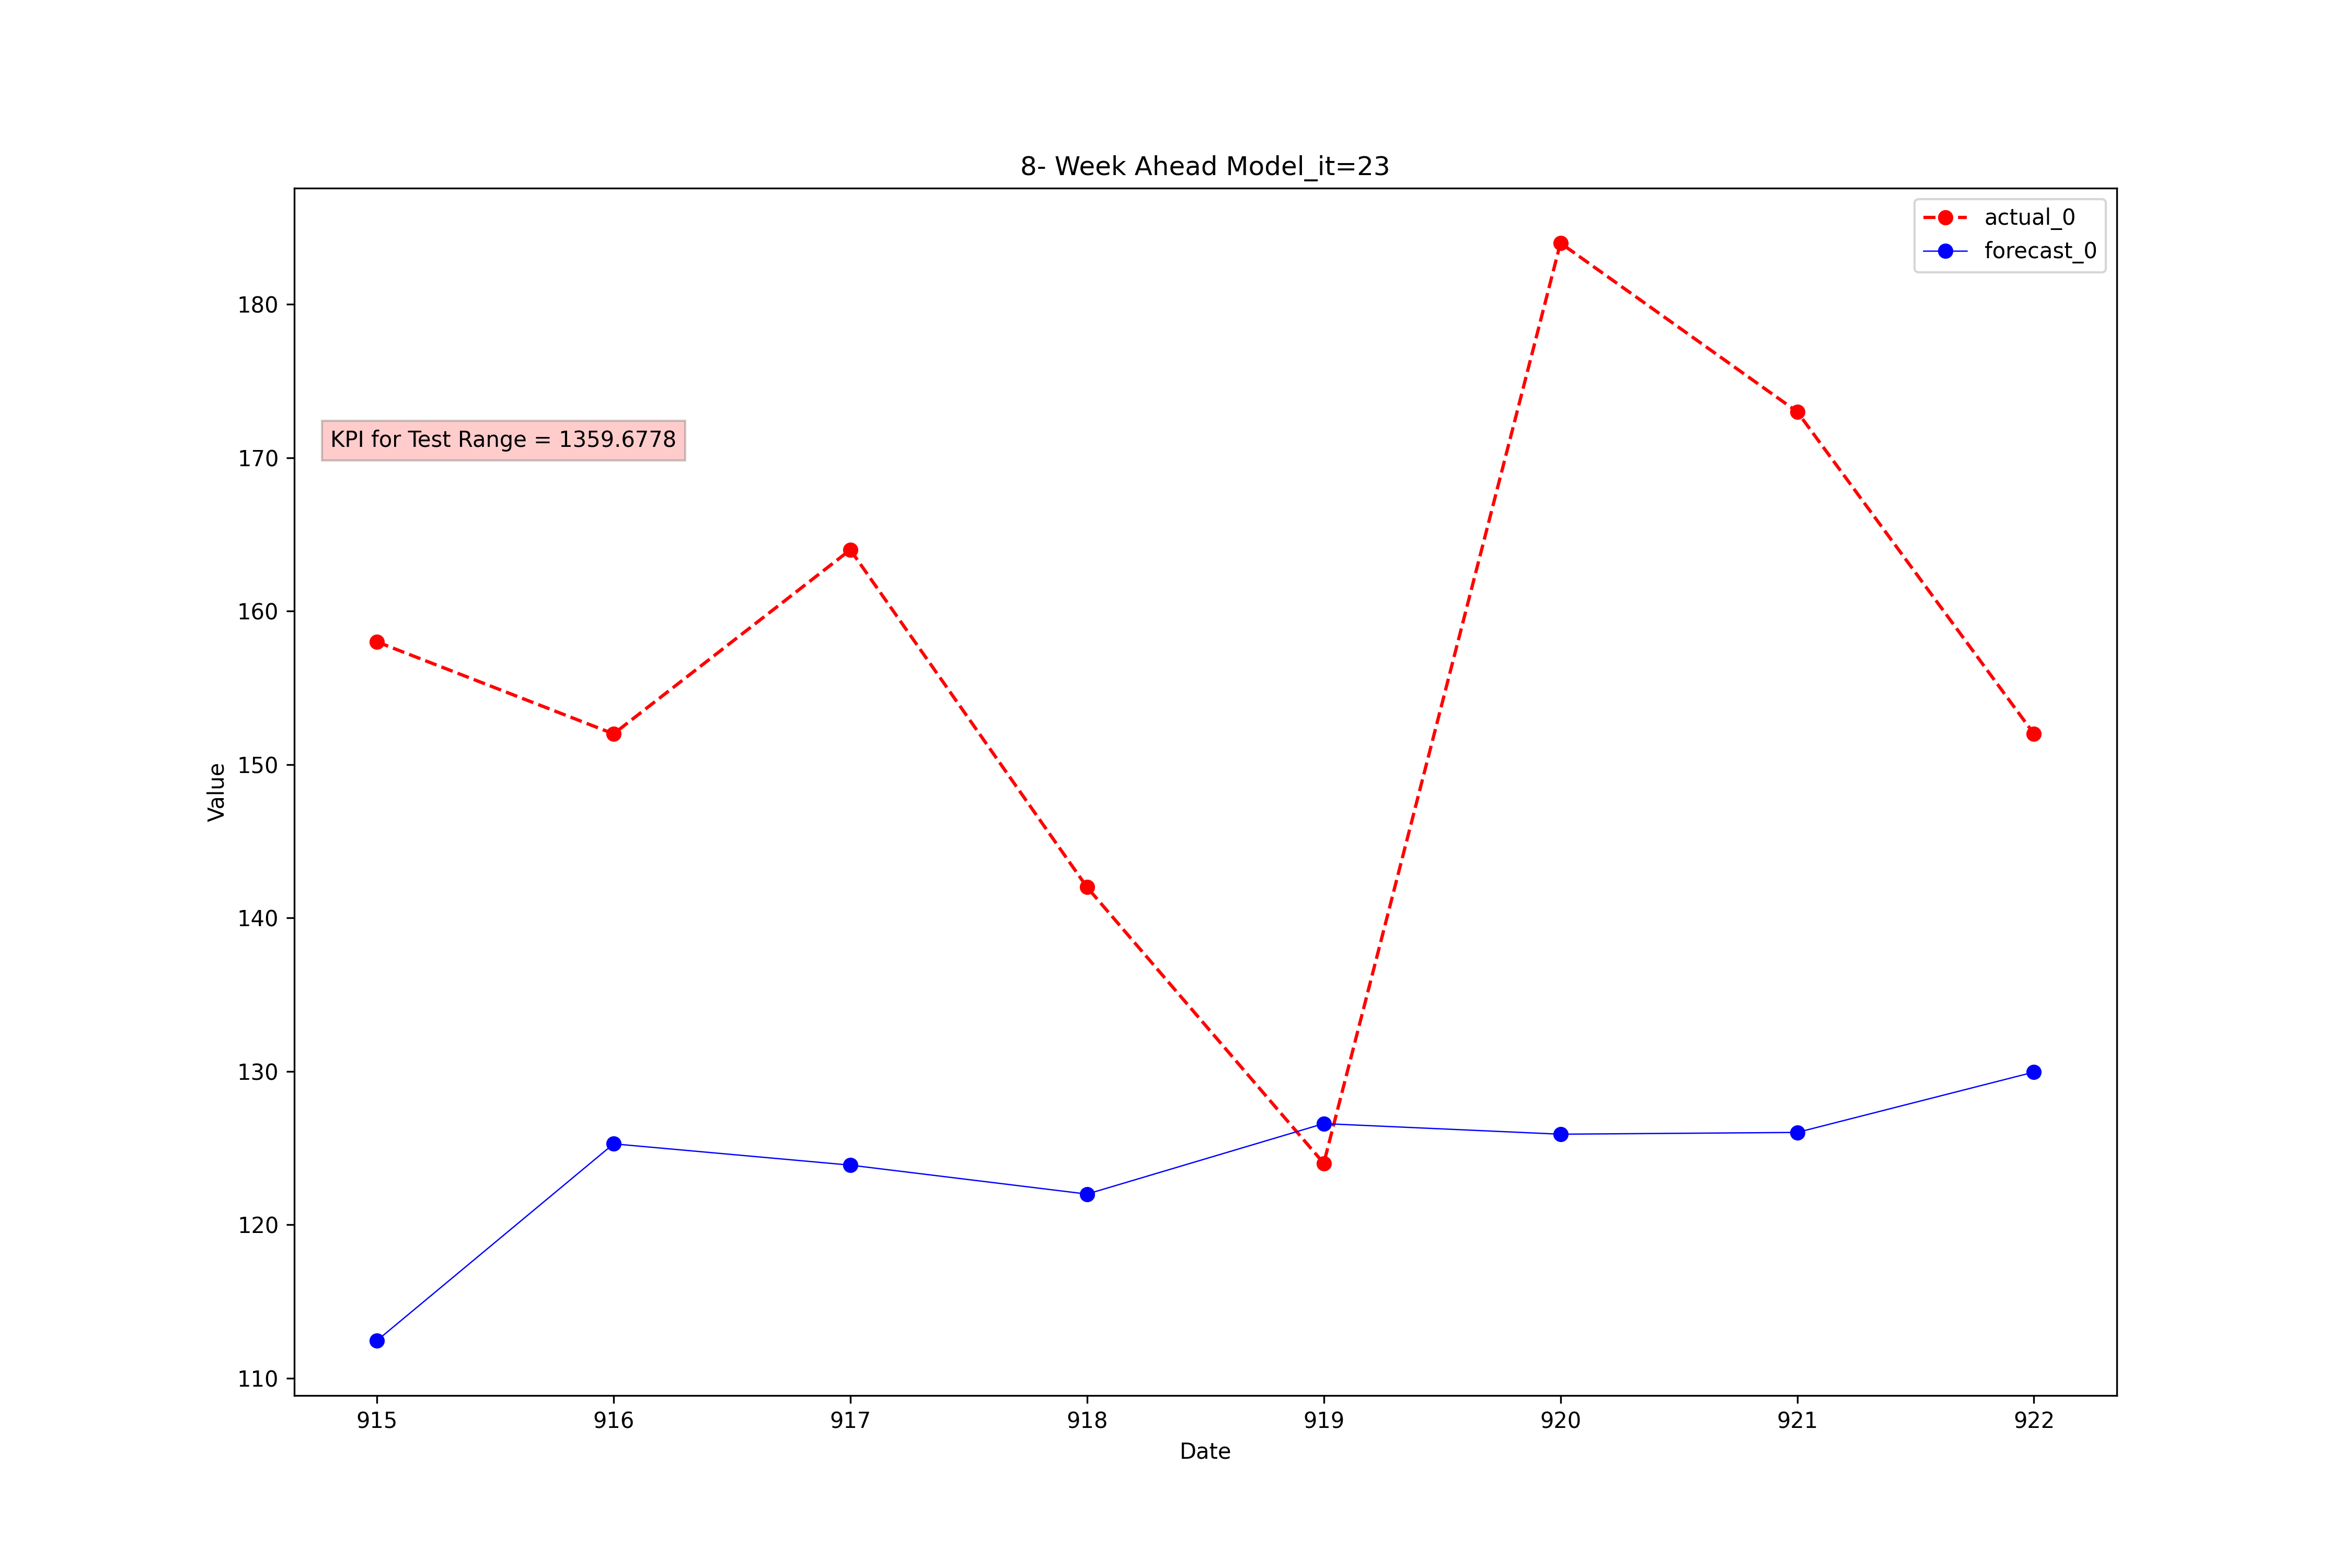 8- Week Ahead Model_it=23
actual_0
forecast_0
KPI for Test Range = 1359.6778
Value
180
170
160
150
140
130
120
110
915 916 917 918 919 920 921 922
Date